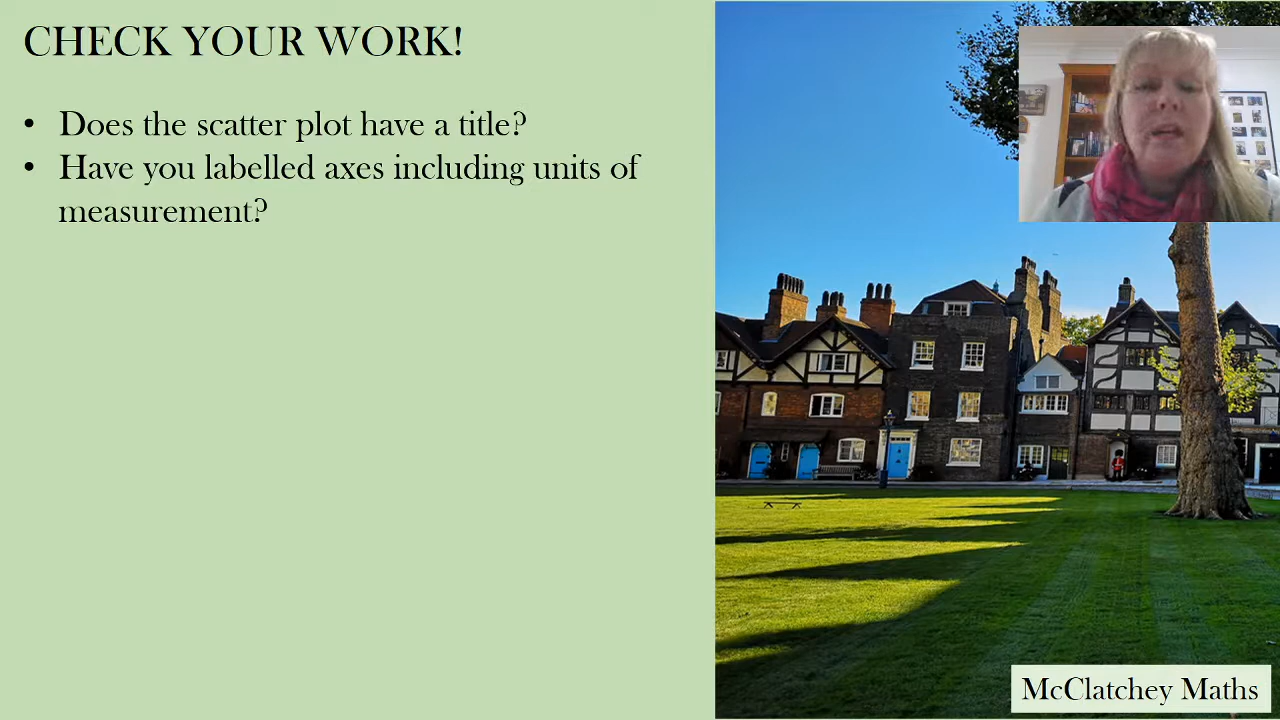 CHECK YOUR WORK!
• Does the scatter plot have a title?
• Have you labelled axes including units of
measurement?
McClatchey Maths